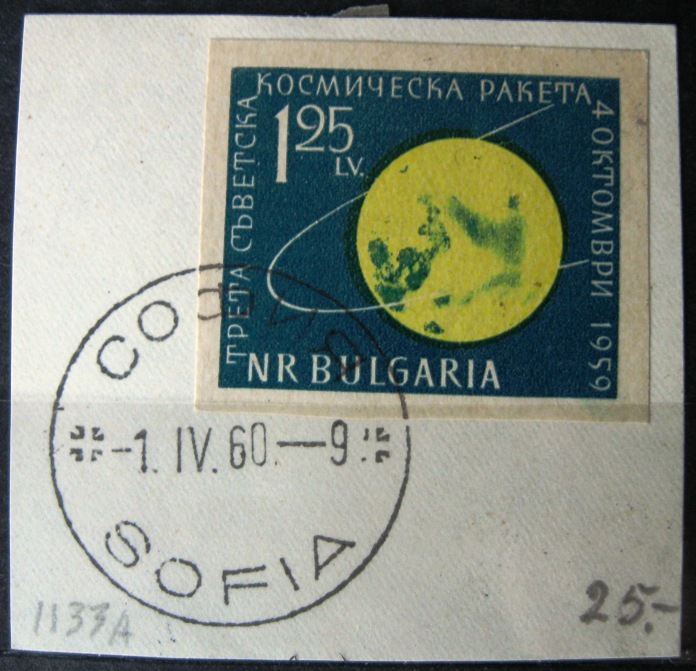 ТРЕТА СЪВЕТСКА
КОСМИЧЕСКА РАКЕТА
4 ОКТОМВРИ 1959
1 25
LV.
NR BULGARIA
СОФИЯ
-1. IV. 60.—9.
SOFIA
1133A
25.-